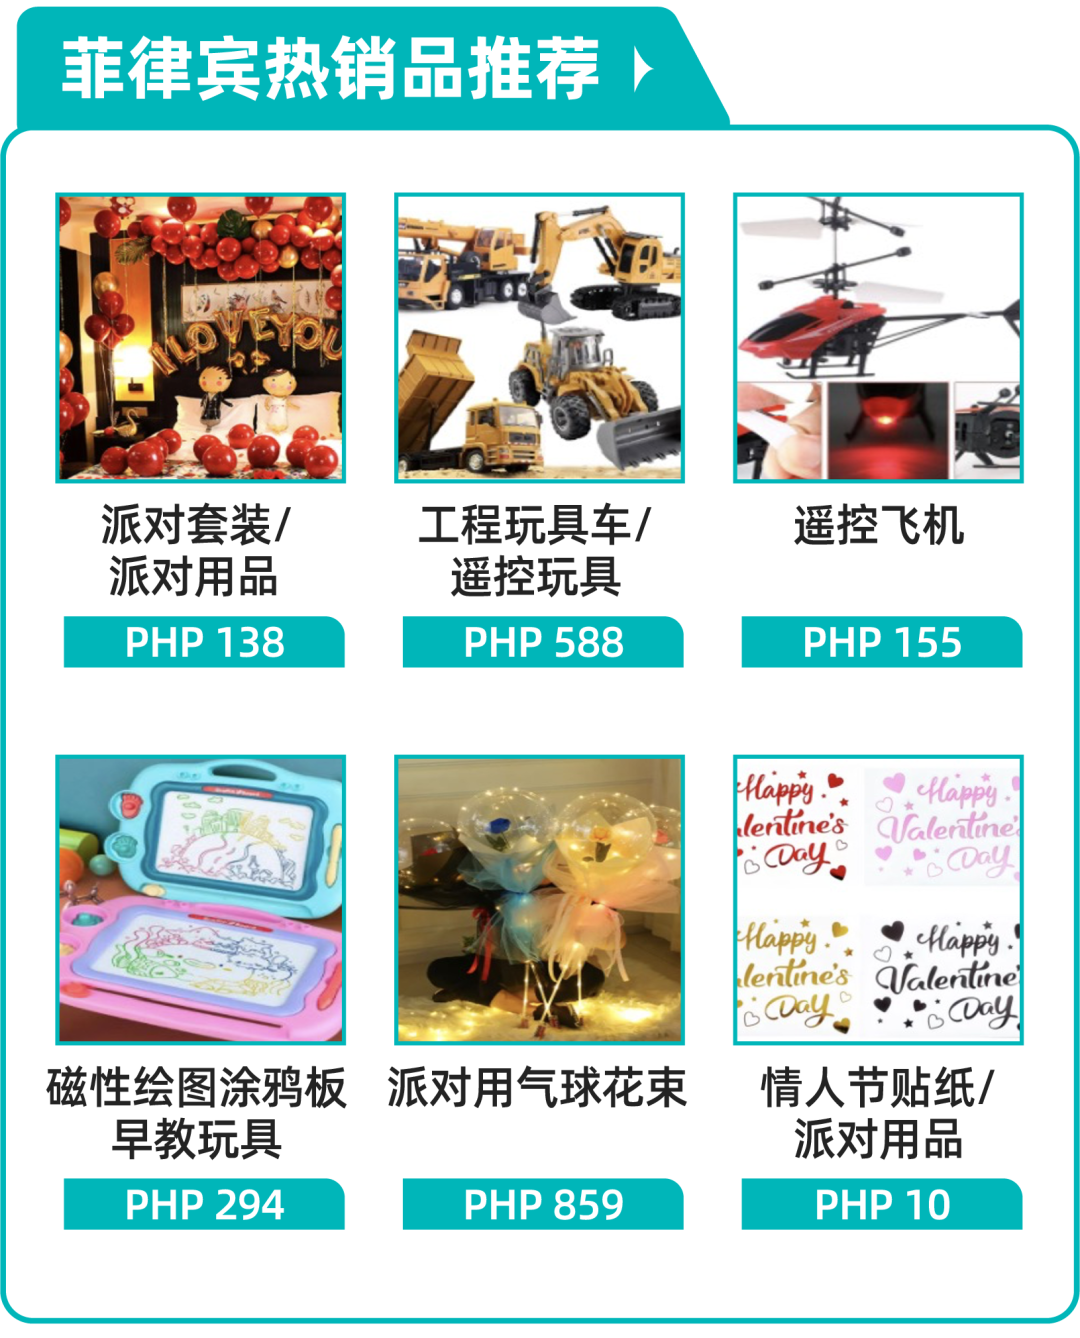 菲律宾热销品推荐
I LOVE YOU
派对套装/
派对用品
PHP 138
工程玩具车/
遥控玩具
PHP 588
遥控飞机
PHP 155
磁性绘图涂鸦板
早教玩具
PHP 294
派对用气球花束
PHP 859
Happy
alentine's
Day
Happy
Valentine's
Day
Happy
alentine's
Day
Happy
Valentine
Day
情人节贴纸/
派对用品
PHP 10